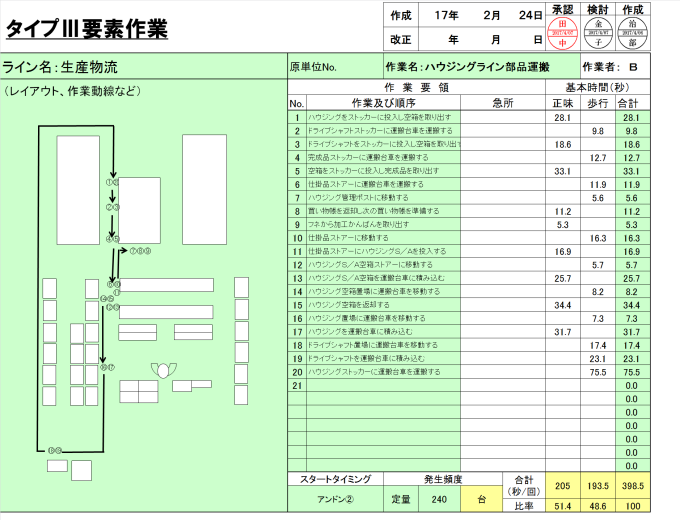 タイプⅢ要素作業
作成 17年 2月 24日
改正 年 月 日
承認 検討 作成
田 2017/4/07 中
金 2017/4/07 子
治 2017/4/06 部
ライン名：生産物流
原単位No. 作業名：ハウジングライン部品運搬 作業者： B
（レイアウト、作業動線など）
作 業 要 領 基本時間(秒)
No. 作業及び順序 急所 正味 歩行 合計
1 ハウジングをストッカーに投入し空箱を取り出す 28.1 28.1
2 ドライブシャフトストッカーに運搬台車を運搬する 9.8 9.8
3 ドライブシャフトをストッカーに投入し空箱を取り出す 18.6 18.6
4 完成品ストッカーに運搬台車を運搬する 12.7 12.7
5 空箱をストッカーに投入し完成品を取り出す 33.1 33.1
6 仕掛品ストアーに運搬台車を運搬する 11.9 11.9
7 ハウジング管理ポストに移動する 5.6 5.6
8 買い物帳を返却し次の買い物帳を準備する 11.2 11.2
9 フネから加工かんばんを取り出す 5.3 5.3
10 仕掛品ストアーに移動する 16.3 16.3
11 仕掛品ストアーにハウジングS／Aを投入する 16.9 16.9
12 ハウジングS／A空箱ストアーに移動する 5.7 5.7
13 ハウジングS／A空箱を運搬台車に積み込む 25.7 25.7
14 ハウジング空箱置場に運搬台車を移動する 8.2 8.2
15 ハウジング空箱を返却する 34.4 34.4
16 ハウジング置場に運搬台車を移動する 7.3 7.3
17 ハウジングを運搬台車に積み込む 31.7 31.7
18 ドライブシャフト置場に運搬台車を移動する 17.4 17.4
19 ドライブシャフトを運搬台車に積み込む 23.1 23.1
20 ハウジングストッカーに運搬台車を運搬する 75.5 75.5
21 0.0
0.0
0.0
0.0
0.0
0.0
0.0
①②
②③
④⑤
⑦⑧⑨
⑭⑮
⑫⑬
⑯⑰
⑱⑲
スタートタイミング 発生頻度 合計 (秒/回) 205 193.5 398.5
アンドン② 定量 240 台 比率 51.4 48.6 100